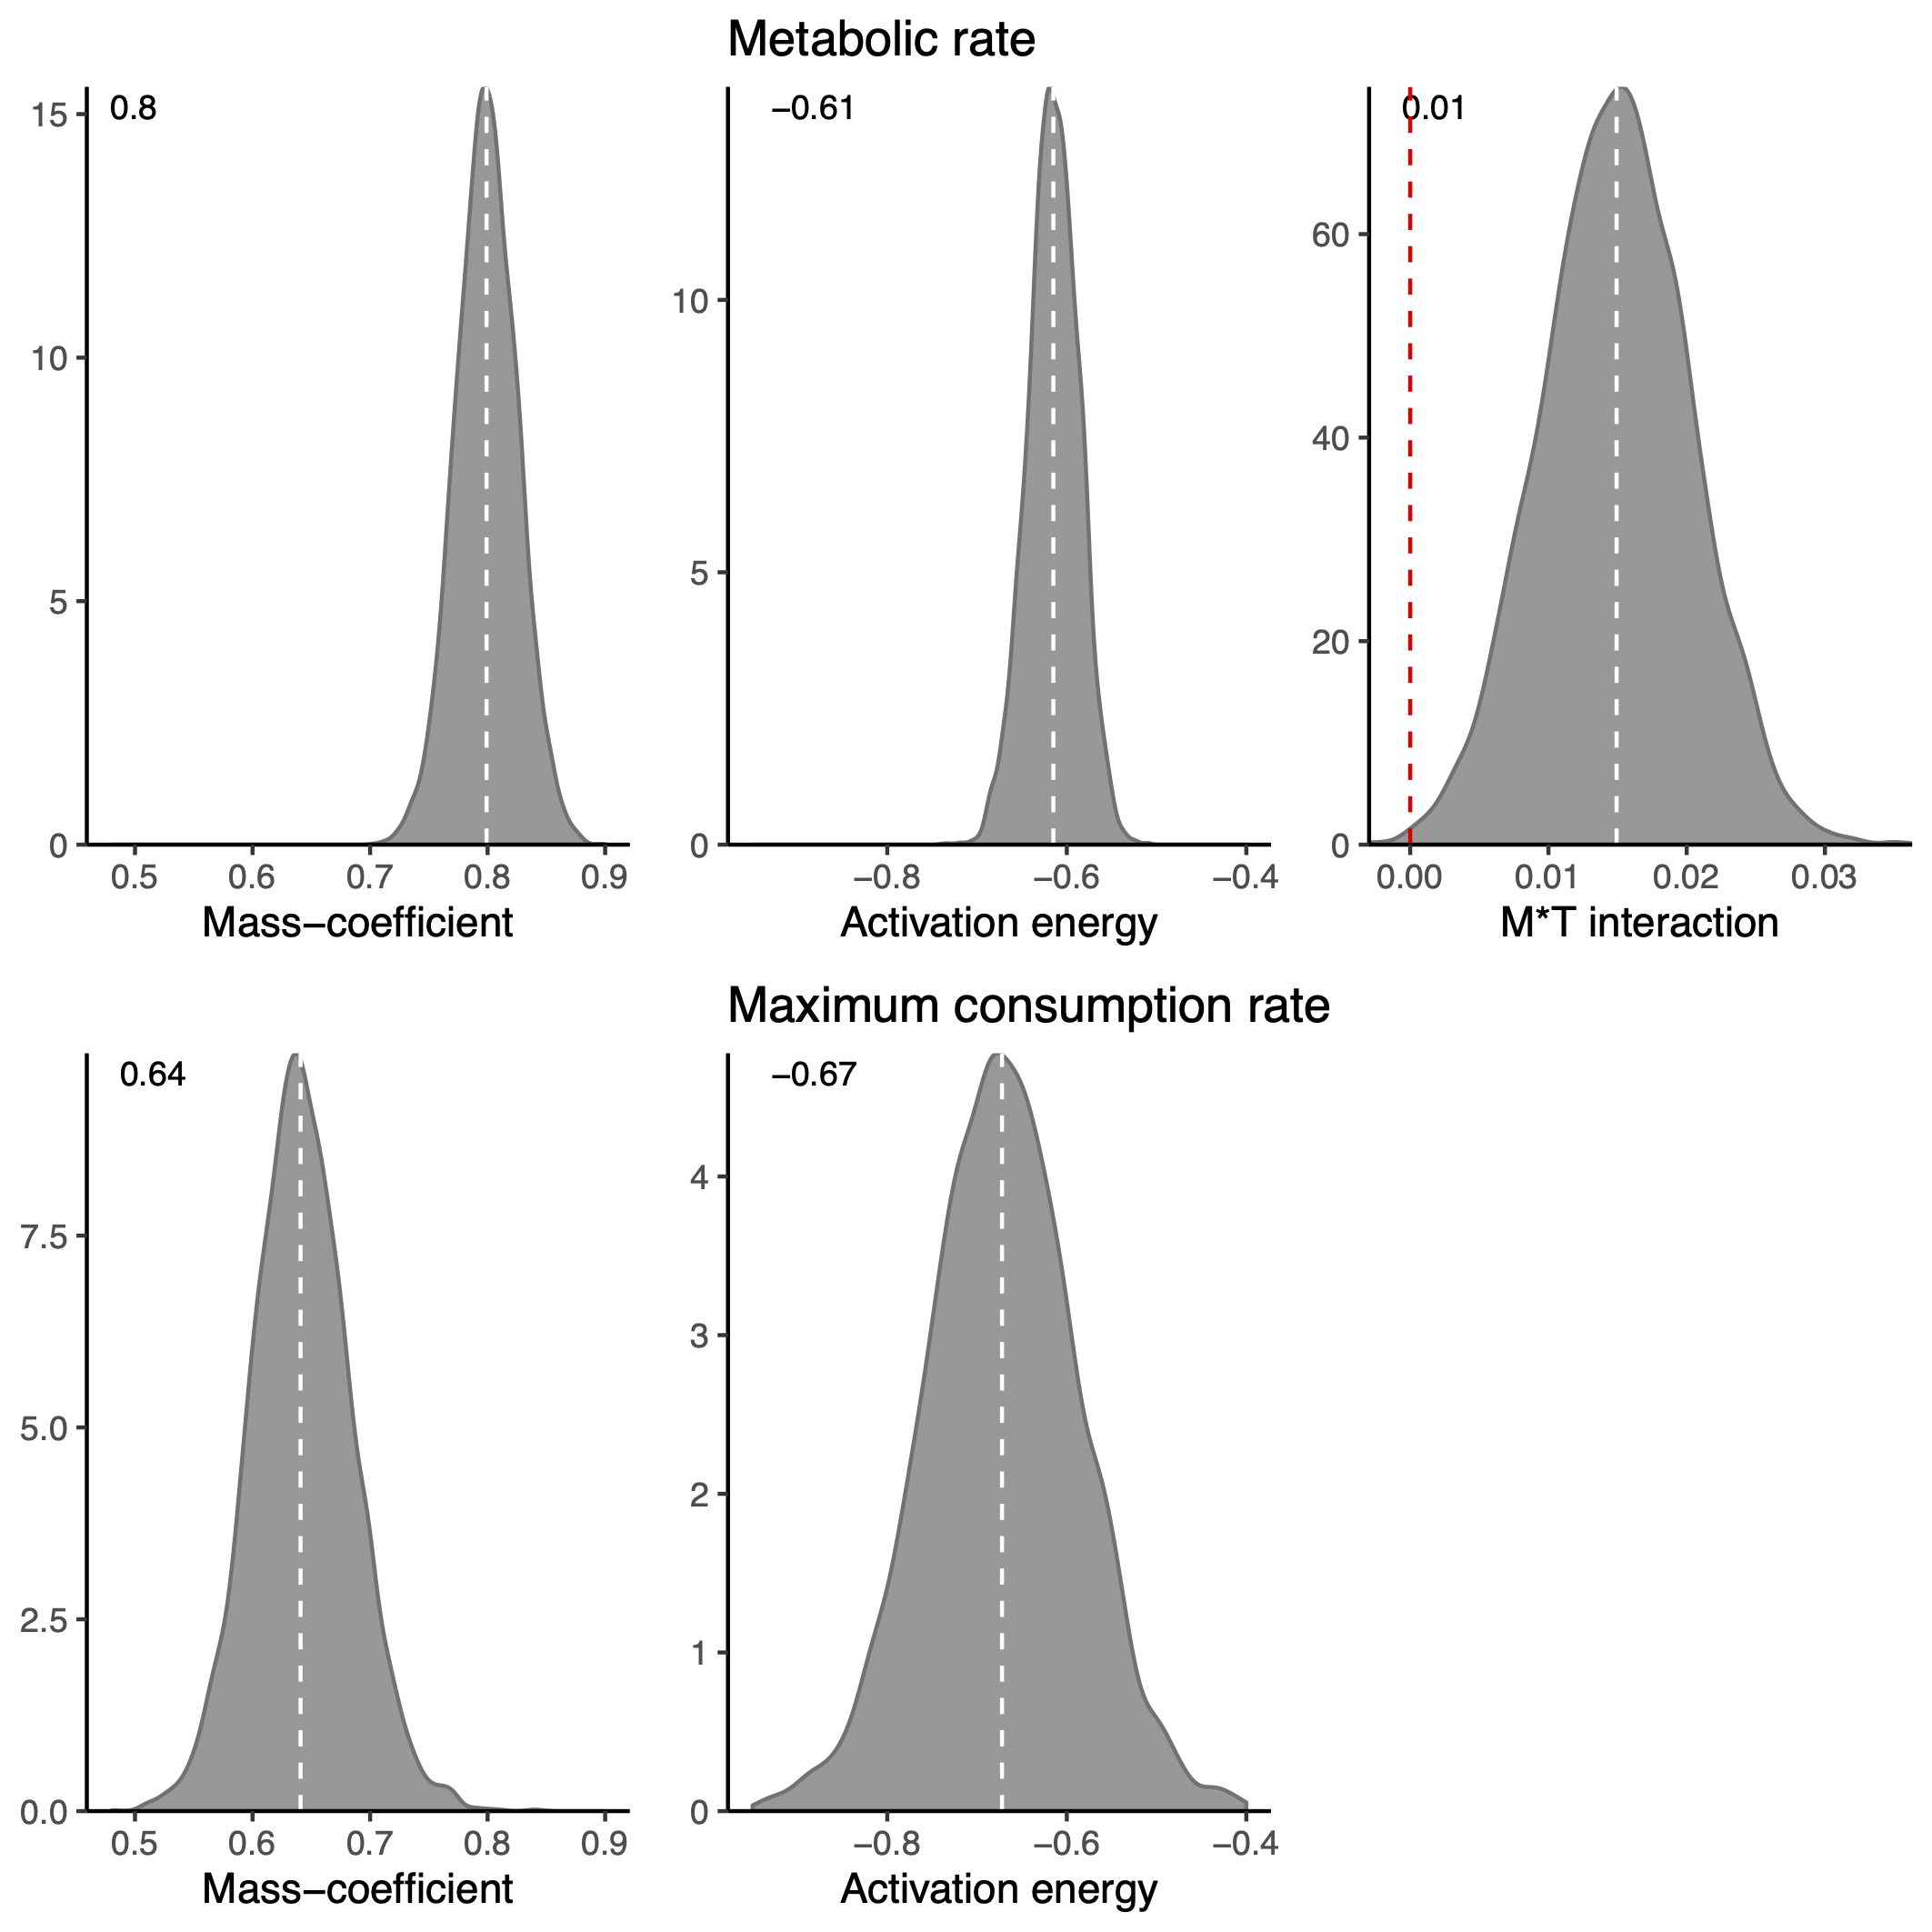 Metabolic rate
0.8
15
10
5
0
0.5 0.6 0.7 0.8 0.9
Mass−coefficient
−0.61
10
5
0
−0.8 −0.6 −0.4
Activation energy
0.01
60
40
20
0
0.00 0.01 0.02 0.03
M*T interaction
Maximum consumption rate
0.64
7.5
5.0
2.5
0.0
0.5 0.6 0.7 0.8 0.9
Mass−coefficient
−0.67
4
3
2
1
0
−0.8 −0.6 −0.4
Activation energy